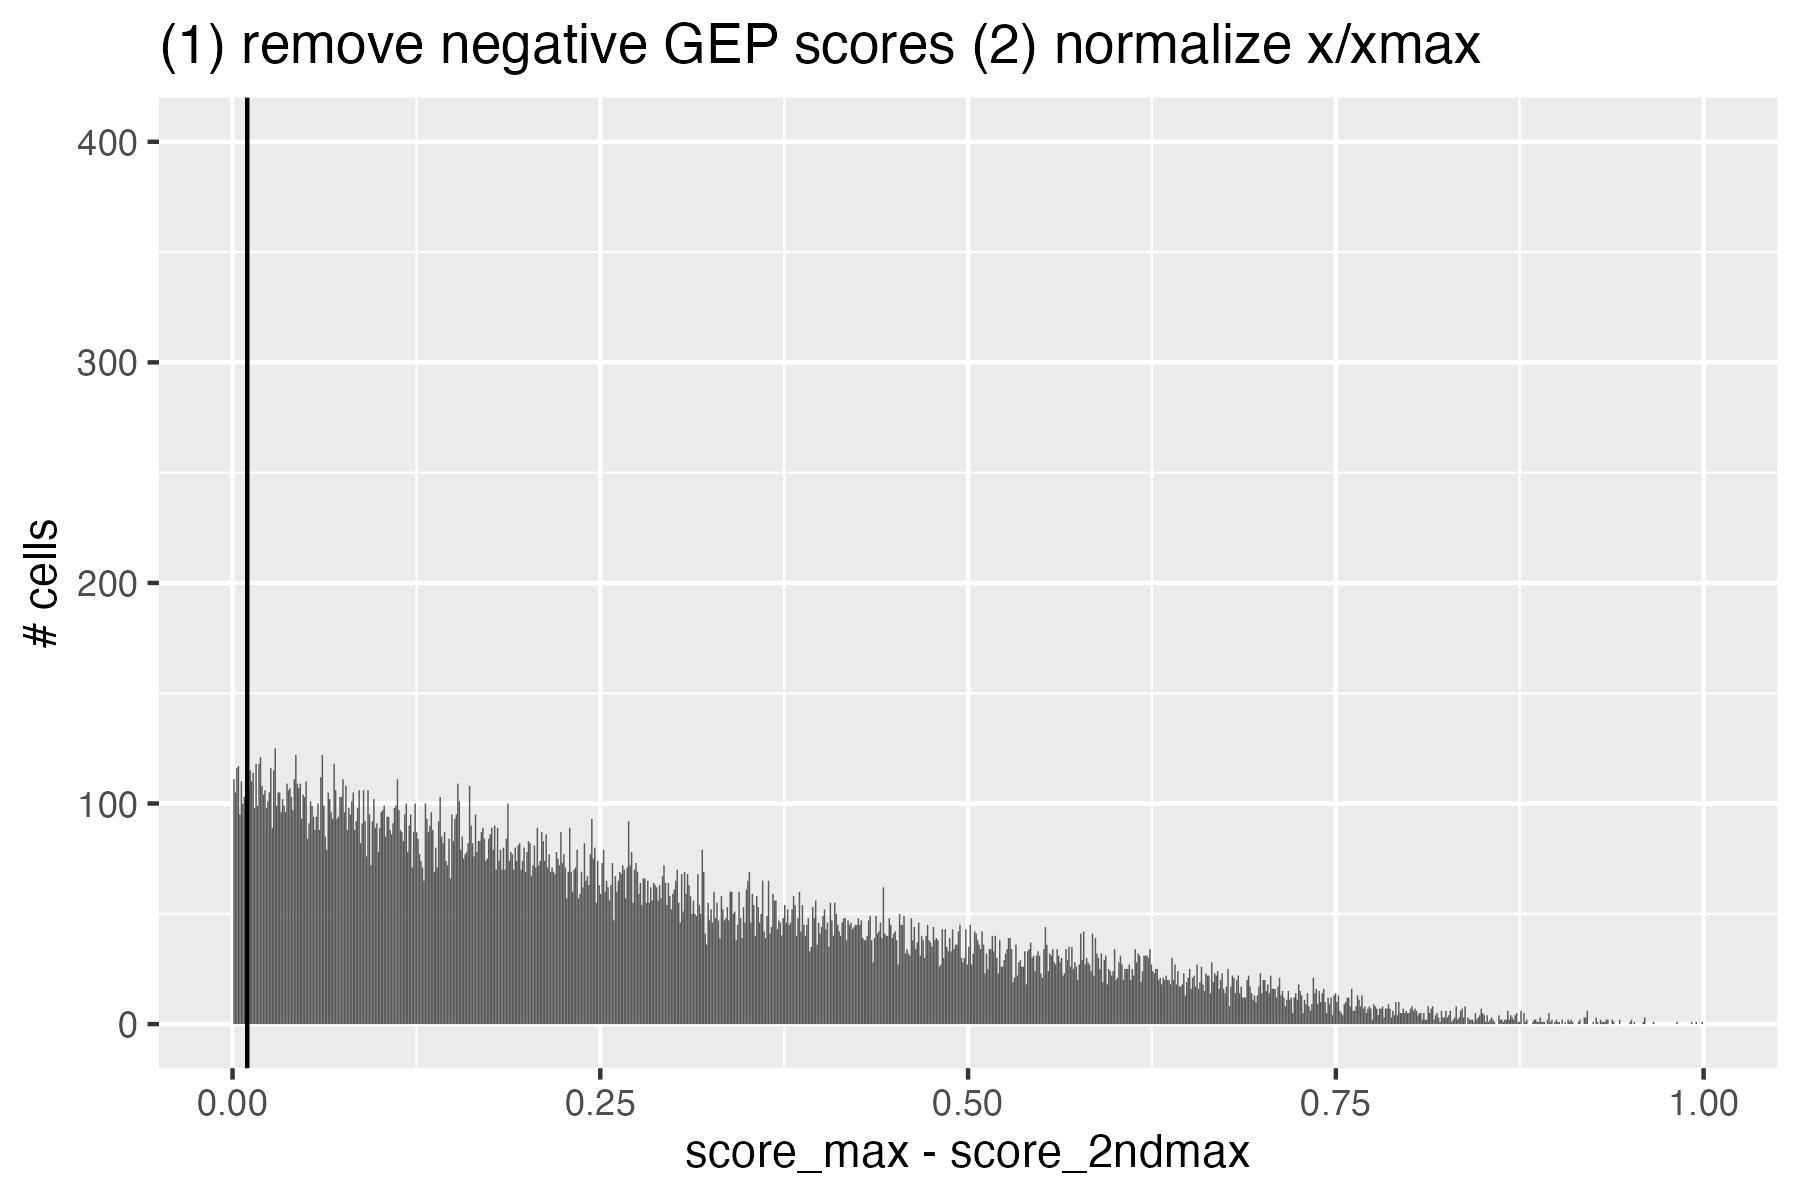 (1) remove negative GEP scores (2) normalize x/xmax
400
300
200
100
0
# cells
0.00 0.25 0.50 0.75 1.00
score_max - score_2ndmax